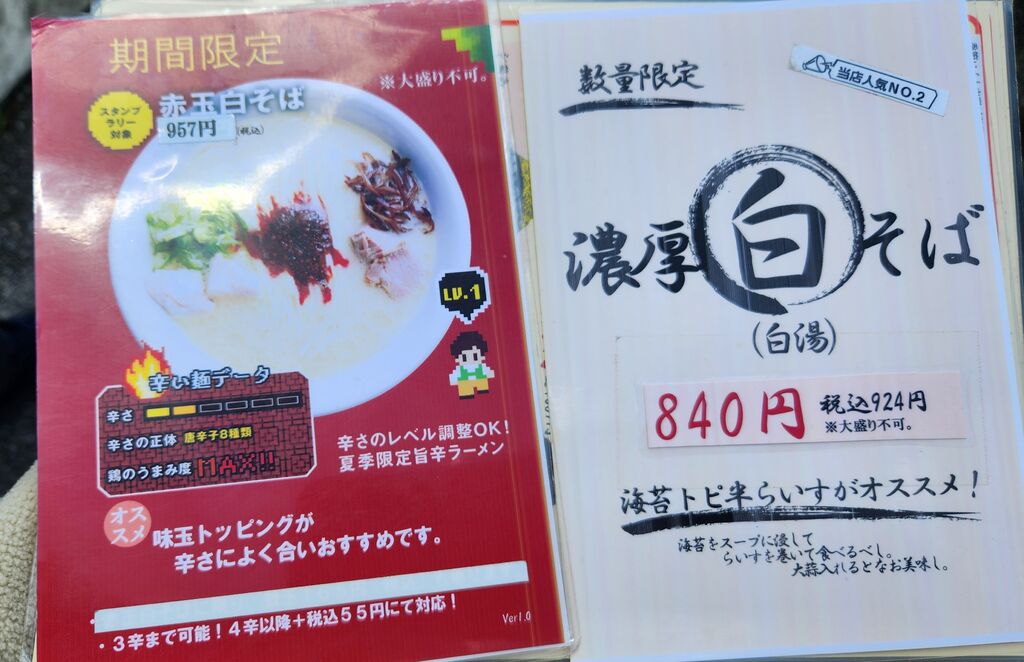 期間限定
※大盛り不可。
スタンプ
ラリー
対象
赤玉白そば
957円
(税込)
LV.1
辛い麺データ
辛さ
辛さの正体 唐辛子8種類
鶏のうまみ度 MAX!!
辛さのレベル調整OK!
夏季限定旨辛ラーメン
オス
スメ
味玉トッピングが
辛さによく合いおすすめです。
・3辛まで可能!4辛以降+税込55円にて対応!
Ver1.0
数量限定
当店人気NO.2
濃厚白そば
(白湯)
840円 税込924円
※大盛り不可。
海苔トピ半らいすがオススメ!
海苔をスープに浸して
らいすを巻いて食べるべし。
大蒜入れるとなお美味し。